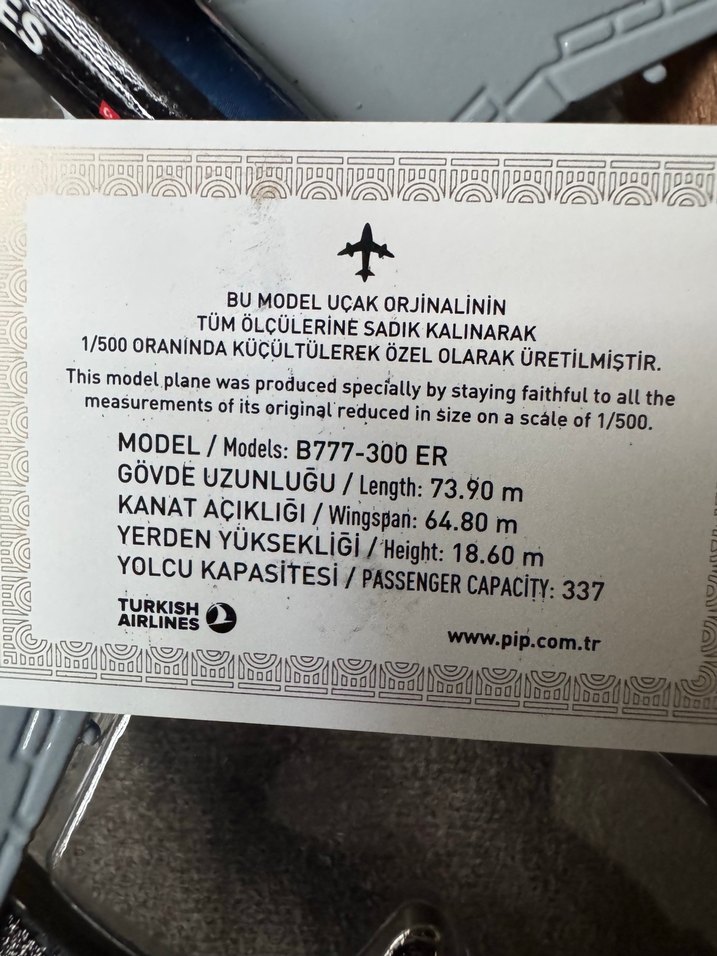 ES
BU MODEL UÇAK ORJİNALİNİN
TÜM ÖLÇÜLERİNE SADIK KALINARAK
1/500 ORANINDA KÜÇÜLTÜLEREK ÖZEL OLARAK ÜRETİLMİŞTİR.
This model plane was produced specially by staying faithful to all the
measurements of its original reduced in size on a scale of 1/500.
MODEL / Models: B777-300 ER
GÖVDE UZUNLUĞU / Length: 73.90 m
KANAT AÇIKLIĞI / Wingspan: 64.80 m
YERDEN YÜKSEKLİĞİ / Height: 18.60 m
YOLCU KAPASİTESİ / PASSENGER CAPACİTY: 337
TURKISH
AIRLINES
www.pip.com.tr